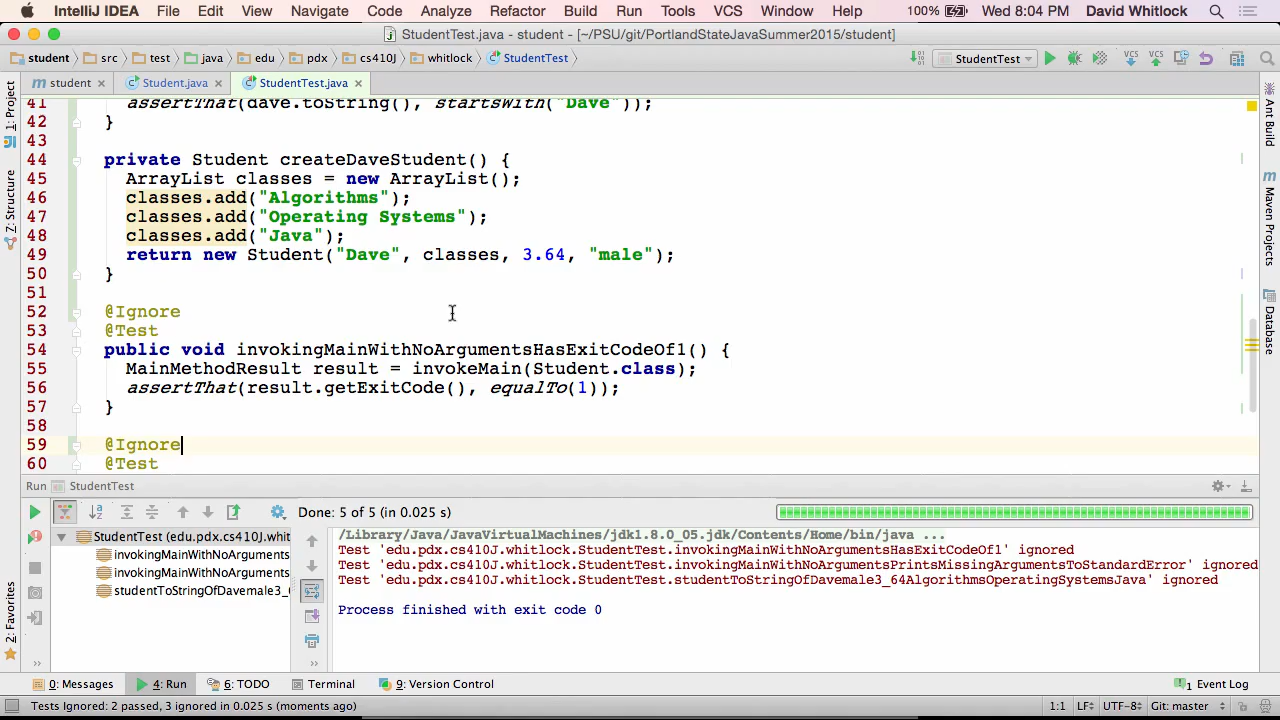 IntelliJ IDEA File Edit View Navigate Code Analyze Refactor Build Run Tools VCS Window Help 100% Wed 8:04 PM David Whitlock
StudentTest.java - student - [~/PSU/git/PortlandStateJavaSummer2015/student]
student src test java edu pdx cs410J whitlock StudentTest StudentTest VCS VCS
student Student.java StudentTest.java
1: Project
Z: Structure
2: Favorites
41 assertThat(dave.toString(), startsWith("Dave"));
42 }
43
44 private Student createDaveStudent() {
45 ArrayList classes = new ArrayList();
46 classes.add("Algorithms");
47 classes.add("Operating Systems");
48 classes.add("Java");
49 return new Student("Dave", classes, 3.64, "male");
50 }
51
52 @Ignore
53 @Test
54 public void invokingMainWithNoArgumentsHasExitCodeOf1() {
55 MainMethodResult result = invokeMain(Student.class);
56 assertThat(result.getExitCode(), equalTo(1));
57 }
58
59 @Ignore
60 @Test
Ant Build
Maven Projects
Database
Run StudentTest
Done: 5 of 5 (in 0.025 s)
StudentTest (edu.pdx.cs410J.whit
invokingMainWithNoArguments
invokingMainWithNoArguments
studentToStringOfDavemale3_
/Library/Java/JavaVirtualMachines/jdk1.8.0_05.jdk/Contents/Home/bin/java ...
Test 'edu.pdx.cs410J.whitlock.StudentTest.invokingMainWithNoArgumentsHasExitCodeOf1' ignored
Test 'edu.pdx.cs410J.whitlock.StudentTest.invokingMainWithNoArgumentsPrintsMissingArgumentsToStandardError' ignored
Test 'edu.pdx.cs410J.whitlock.StudentTest.studentToStringOfDavemale3_64AlgorithmsOperatingSystemsJava' ignored
Process finished with exit code 0
0: Messages 4: Run 6: TODO Terminal 9: Version Control 1 Event Log
Tests Ignored: 2 passed, 3 ignored in 0.025 s (moments ago) 1:1 LF UTF-8 Git: master